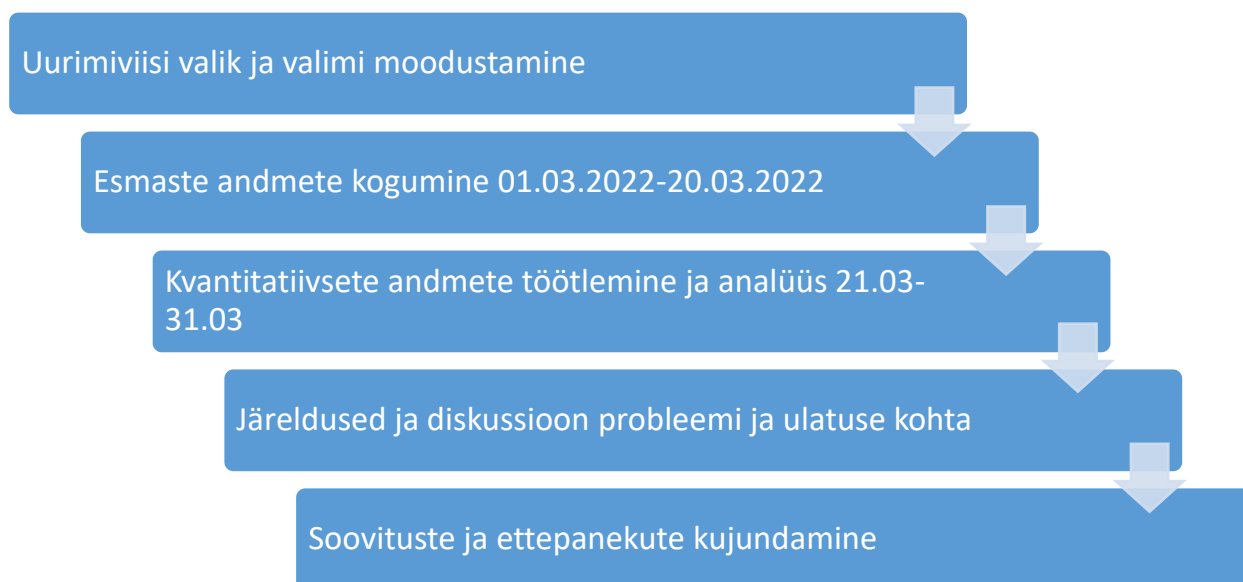 Uurimiviisi valik ja valimi moodustamine
Esmaste andmete kogumine 01.03.2022-20.03.2022
Kvantitatiivsete andmete töötlemine ja analüüs 21.03-
31.03
Järeldused ja diskussioon probleemi ja ulatuse kohta
Soovituste ja ettepanekute kujundamine